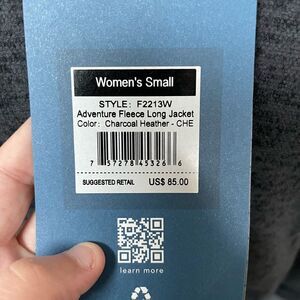 Women's Small
STYLE: F2213W
Adventure Fleece Long Jacket
Color: Charcoal Heather - CHE
7 57278 45326 6
SUGGESTED RETAIL US$ 85.00
learn more